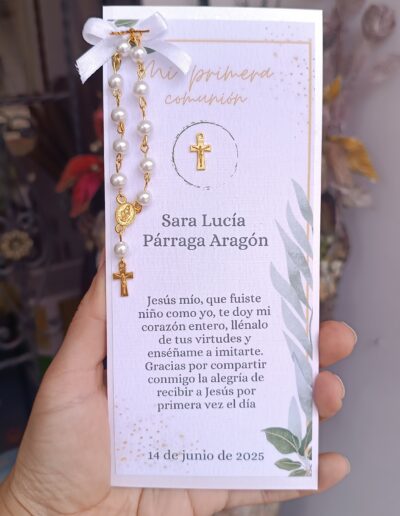 Mi primera
comunión
Sara Lucía
Párraga Aragón
Jesús mío, que fuiste
niño como yo, te doy mi
corazón entero, llénalo
de tus virtudes y
enséñame a imitarte.
Gracias por compartir
conmigo la alegría de
recibir a Jesús por
primera vez el día
14 de junio de 2025